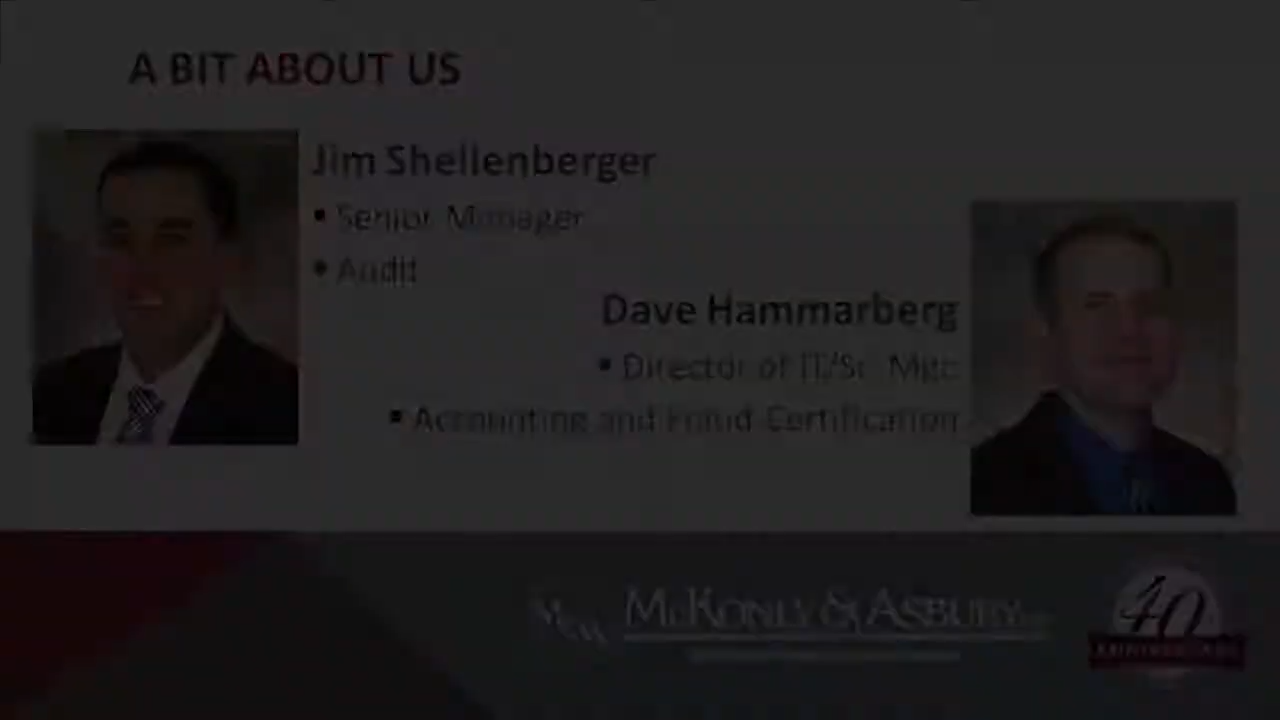 A BIT ABOUT US
Jim Shellenberger
▪ Senior Manager
▪ Audit
Dave Hammarberg
▪ Director of IT/Sr. Mgr.
▪ Accounting and Fraud Certification
MCKONLY & ASBURY
40